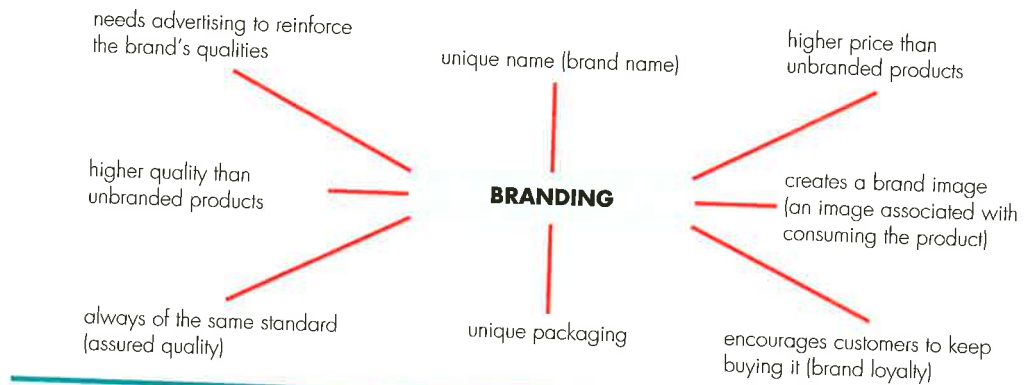 needs advertising to reinforce
the brand's qualities
unique name (brand name)
higher price than
unbranded products
higher quality than
unbranded products
BRANDING
creates a brand image
(an image associated with
consuming the product)
always of the same standard
(assured quality)
unique packaging
encourages customers to keep
buying it (brand loyalty)